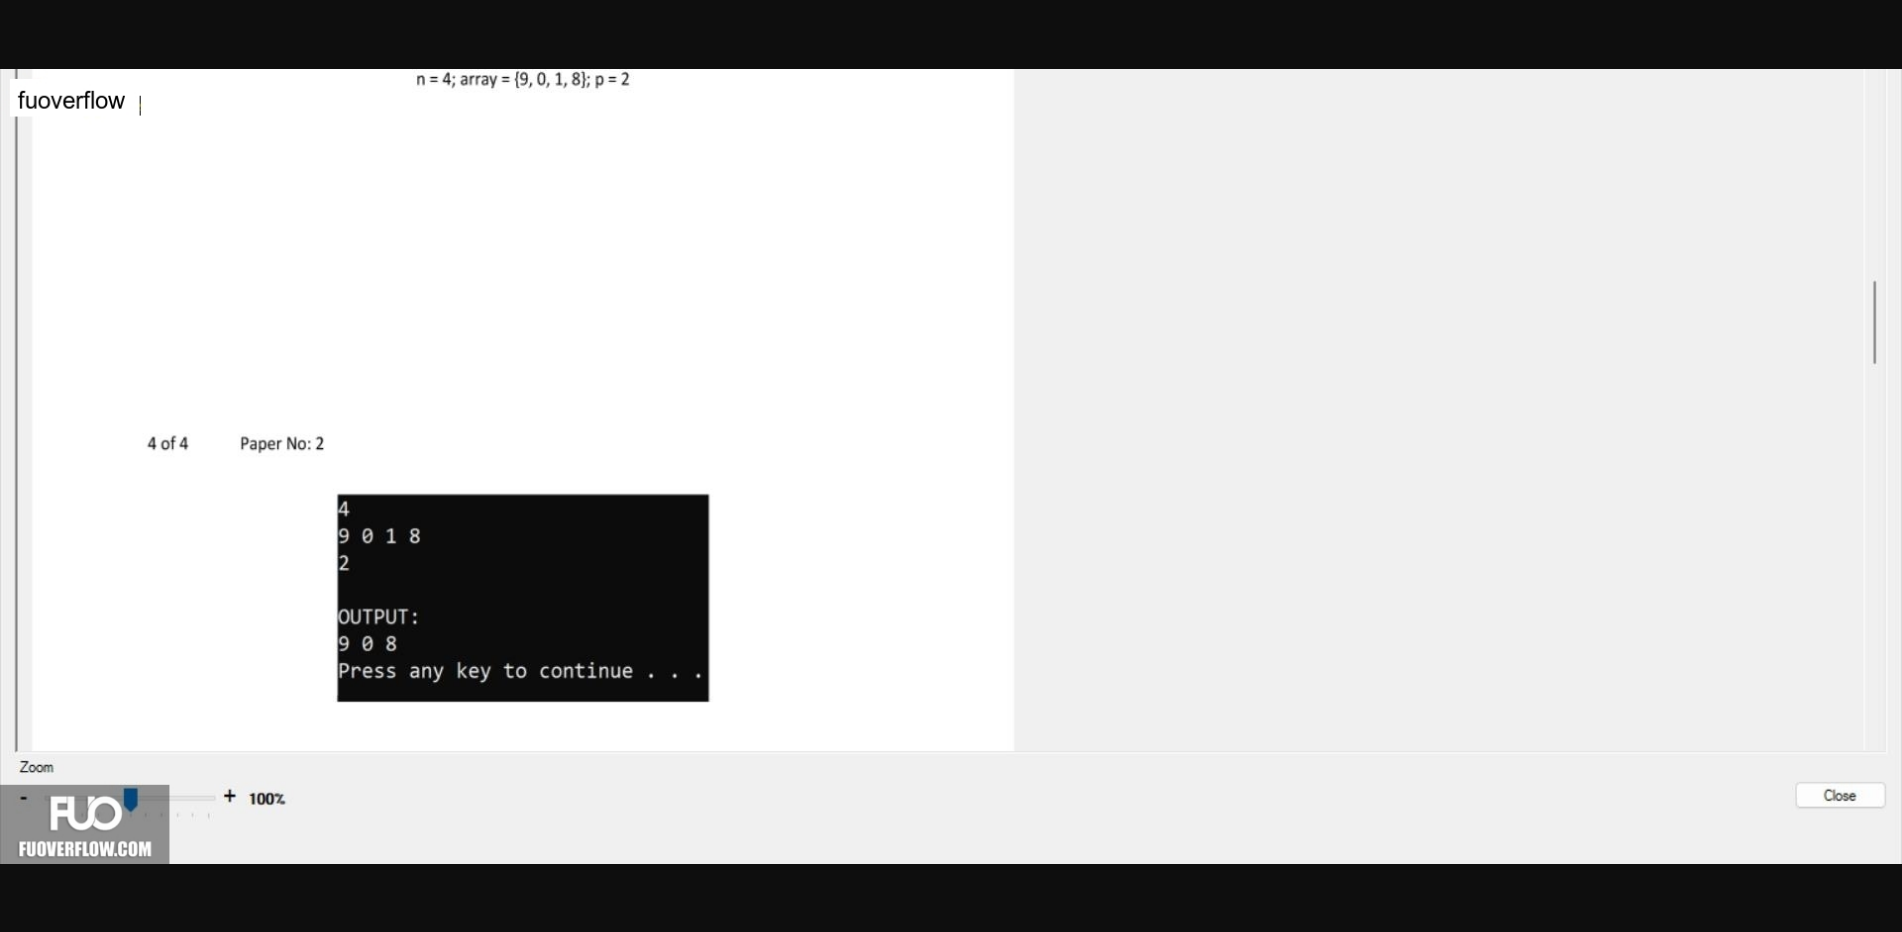 n = 4; array = {9, 0, 1, 8}; p = 2
fuoverflow
4 of 4 Paper No: 2
4
9 0 1 8
2
OUTPUT:
9 0 8
Press any key to continue . . .
Zoom
- + 100%
Close
FUO
FUOVERFLOW.COM